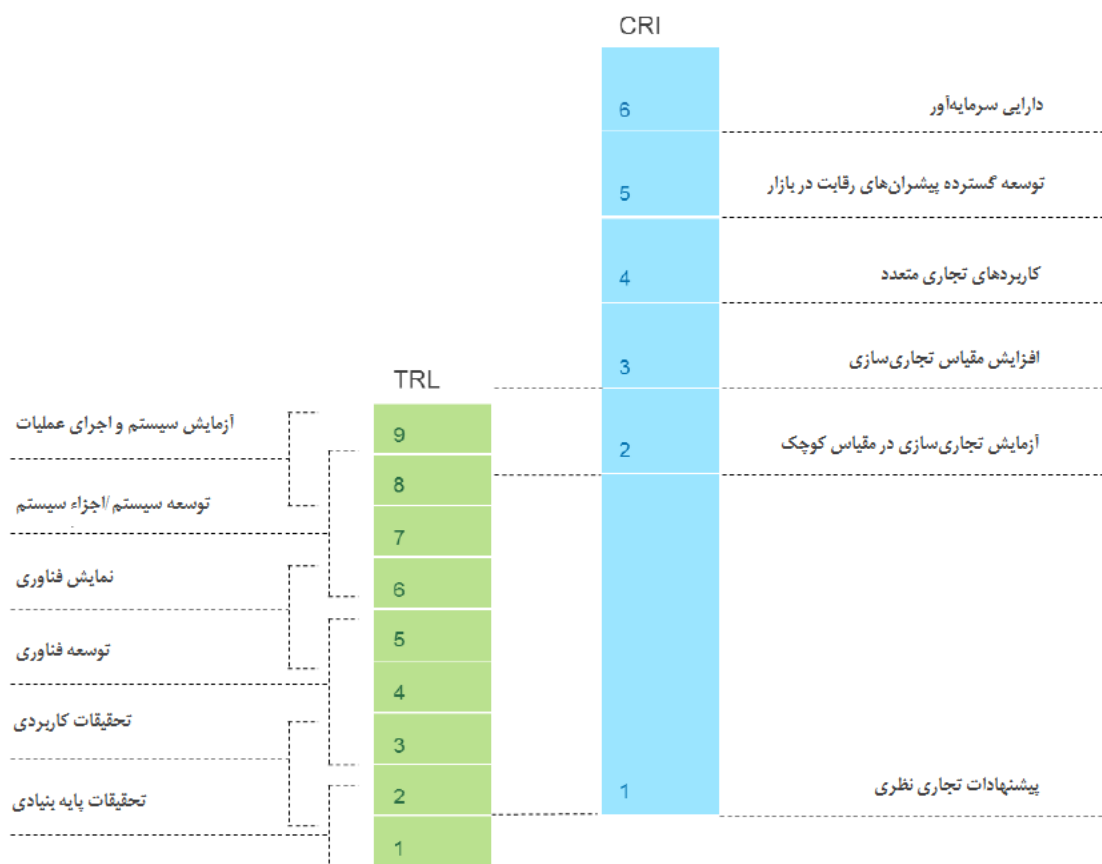 CRI
6
دارایی سرمایه‌آور
5
توسعه گسترده پیشران‌های رقابت در بازار
4
کاربردهای تجاری متعدد
3
افزایش مقیاس تجاری‌سازی
2
آزمایش تجاری‌سازی در مقیاس کوچک
1
پیشنهادات تجاری نظری
TRL
9
8
7
6
5
4
3
2
1
آزمایش سیستم و اجرای عملیات
توسعه سیستم/اجزاء سیستم
نمایش فناوری
توسعه فناوری
تحقیقات کاربردی
تحقیقات پایه بنیادی